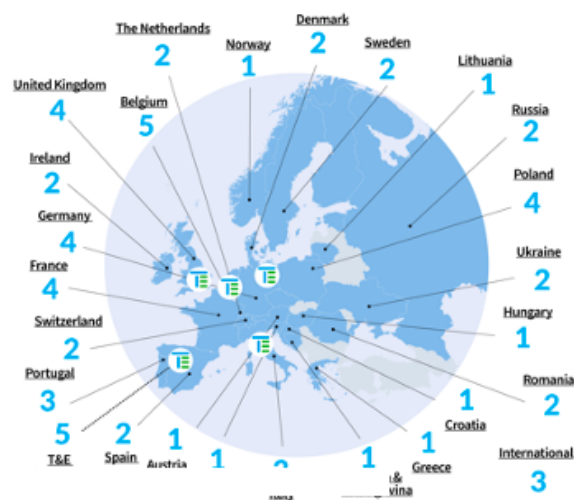 Denmark
2
The Netherlands
2
Norway
1
Sweden
2
Lithuania
1
United Kingdom
4
Belgium
5
Russia
2
Ireland
2
Poland
4
Germany
4
Ukraine
2
France
4
Hungary
1
Switzerland
2
Romania
2
Portugal
3
Croatia
1
T&E
5
Spain
2
Austria
1
1
1
Greece
1
International
3
&
vina